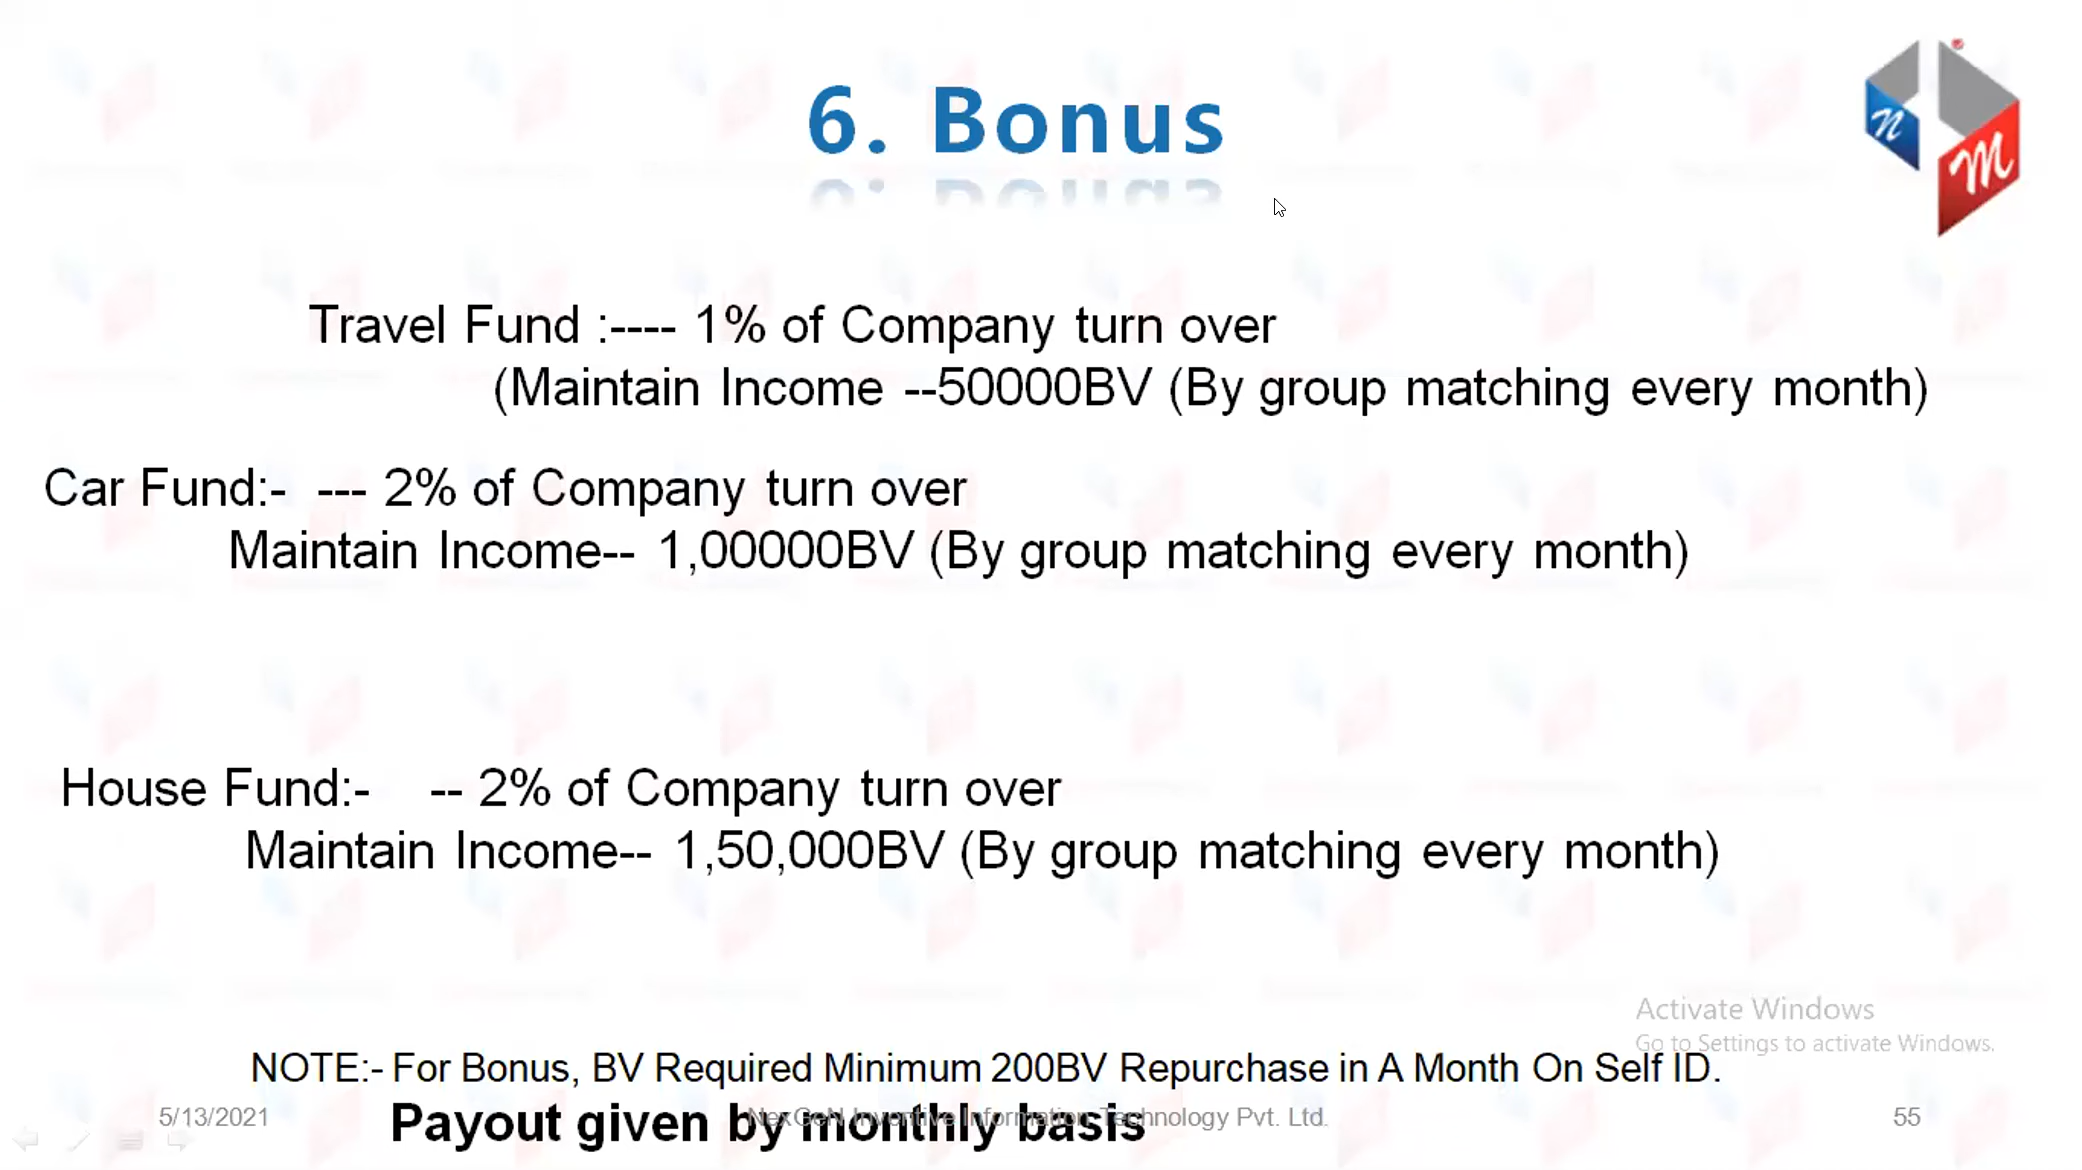 6. Bonus
n
m
Travel Fund :---- 1% of Company turn over
(Maintain Income --50000BV (By group matching every month)
Car Fund:- --- 2% of Company turn over
Maintain Income-- 1,00000BV (By group matching every month)
House Fund:- -- 2% of Company turn over
Maintain Income-- 1,50,000BV (By group matching every month)
Activate Windows
Go to Settings to activate Windows.
NOTE:- For Bonus, BV Required Minimum 200BV Repurchase in A Month On Self ID.
5/13/2021
NexGeN Inventive Information Technology Pvt. Ltd.
55
Payout given by monthly basis